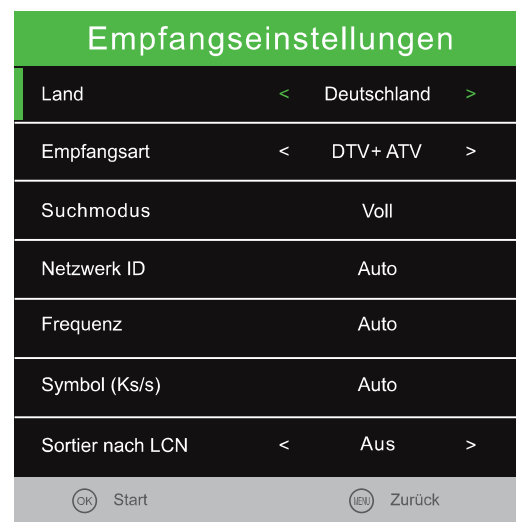 Empfangseinstellungen
Land < Deutschland >
Empfangsart < DTV+ ATV >
Suchmodus Voll
Netzwerk ID Auto
Frequenz Auto
Symbol (Ks/s) Auto
Sortier nach LCN < Aus >
OK Start MENU Zurück